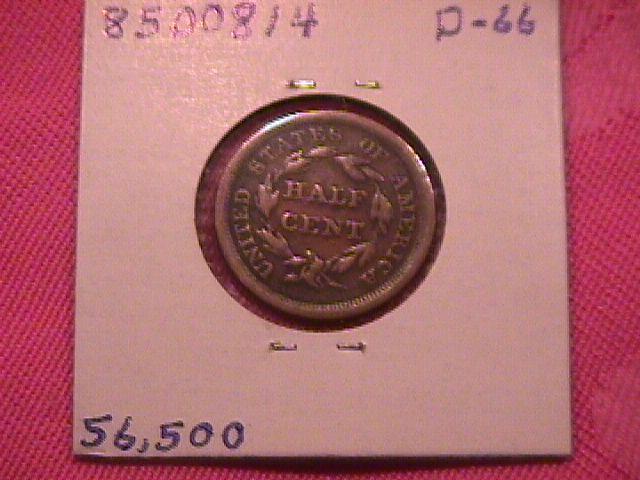 8500814 D-66
UNITED STATES OF AMERICA
HALF
CENT
56,500